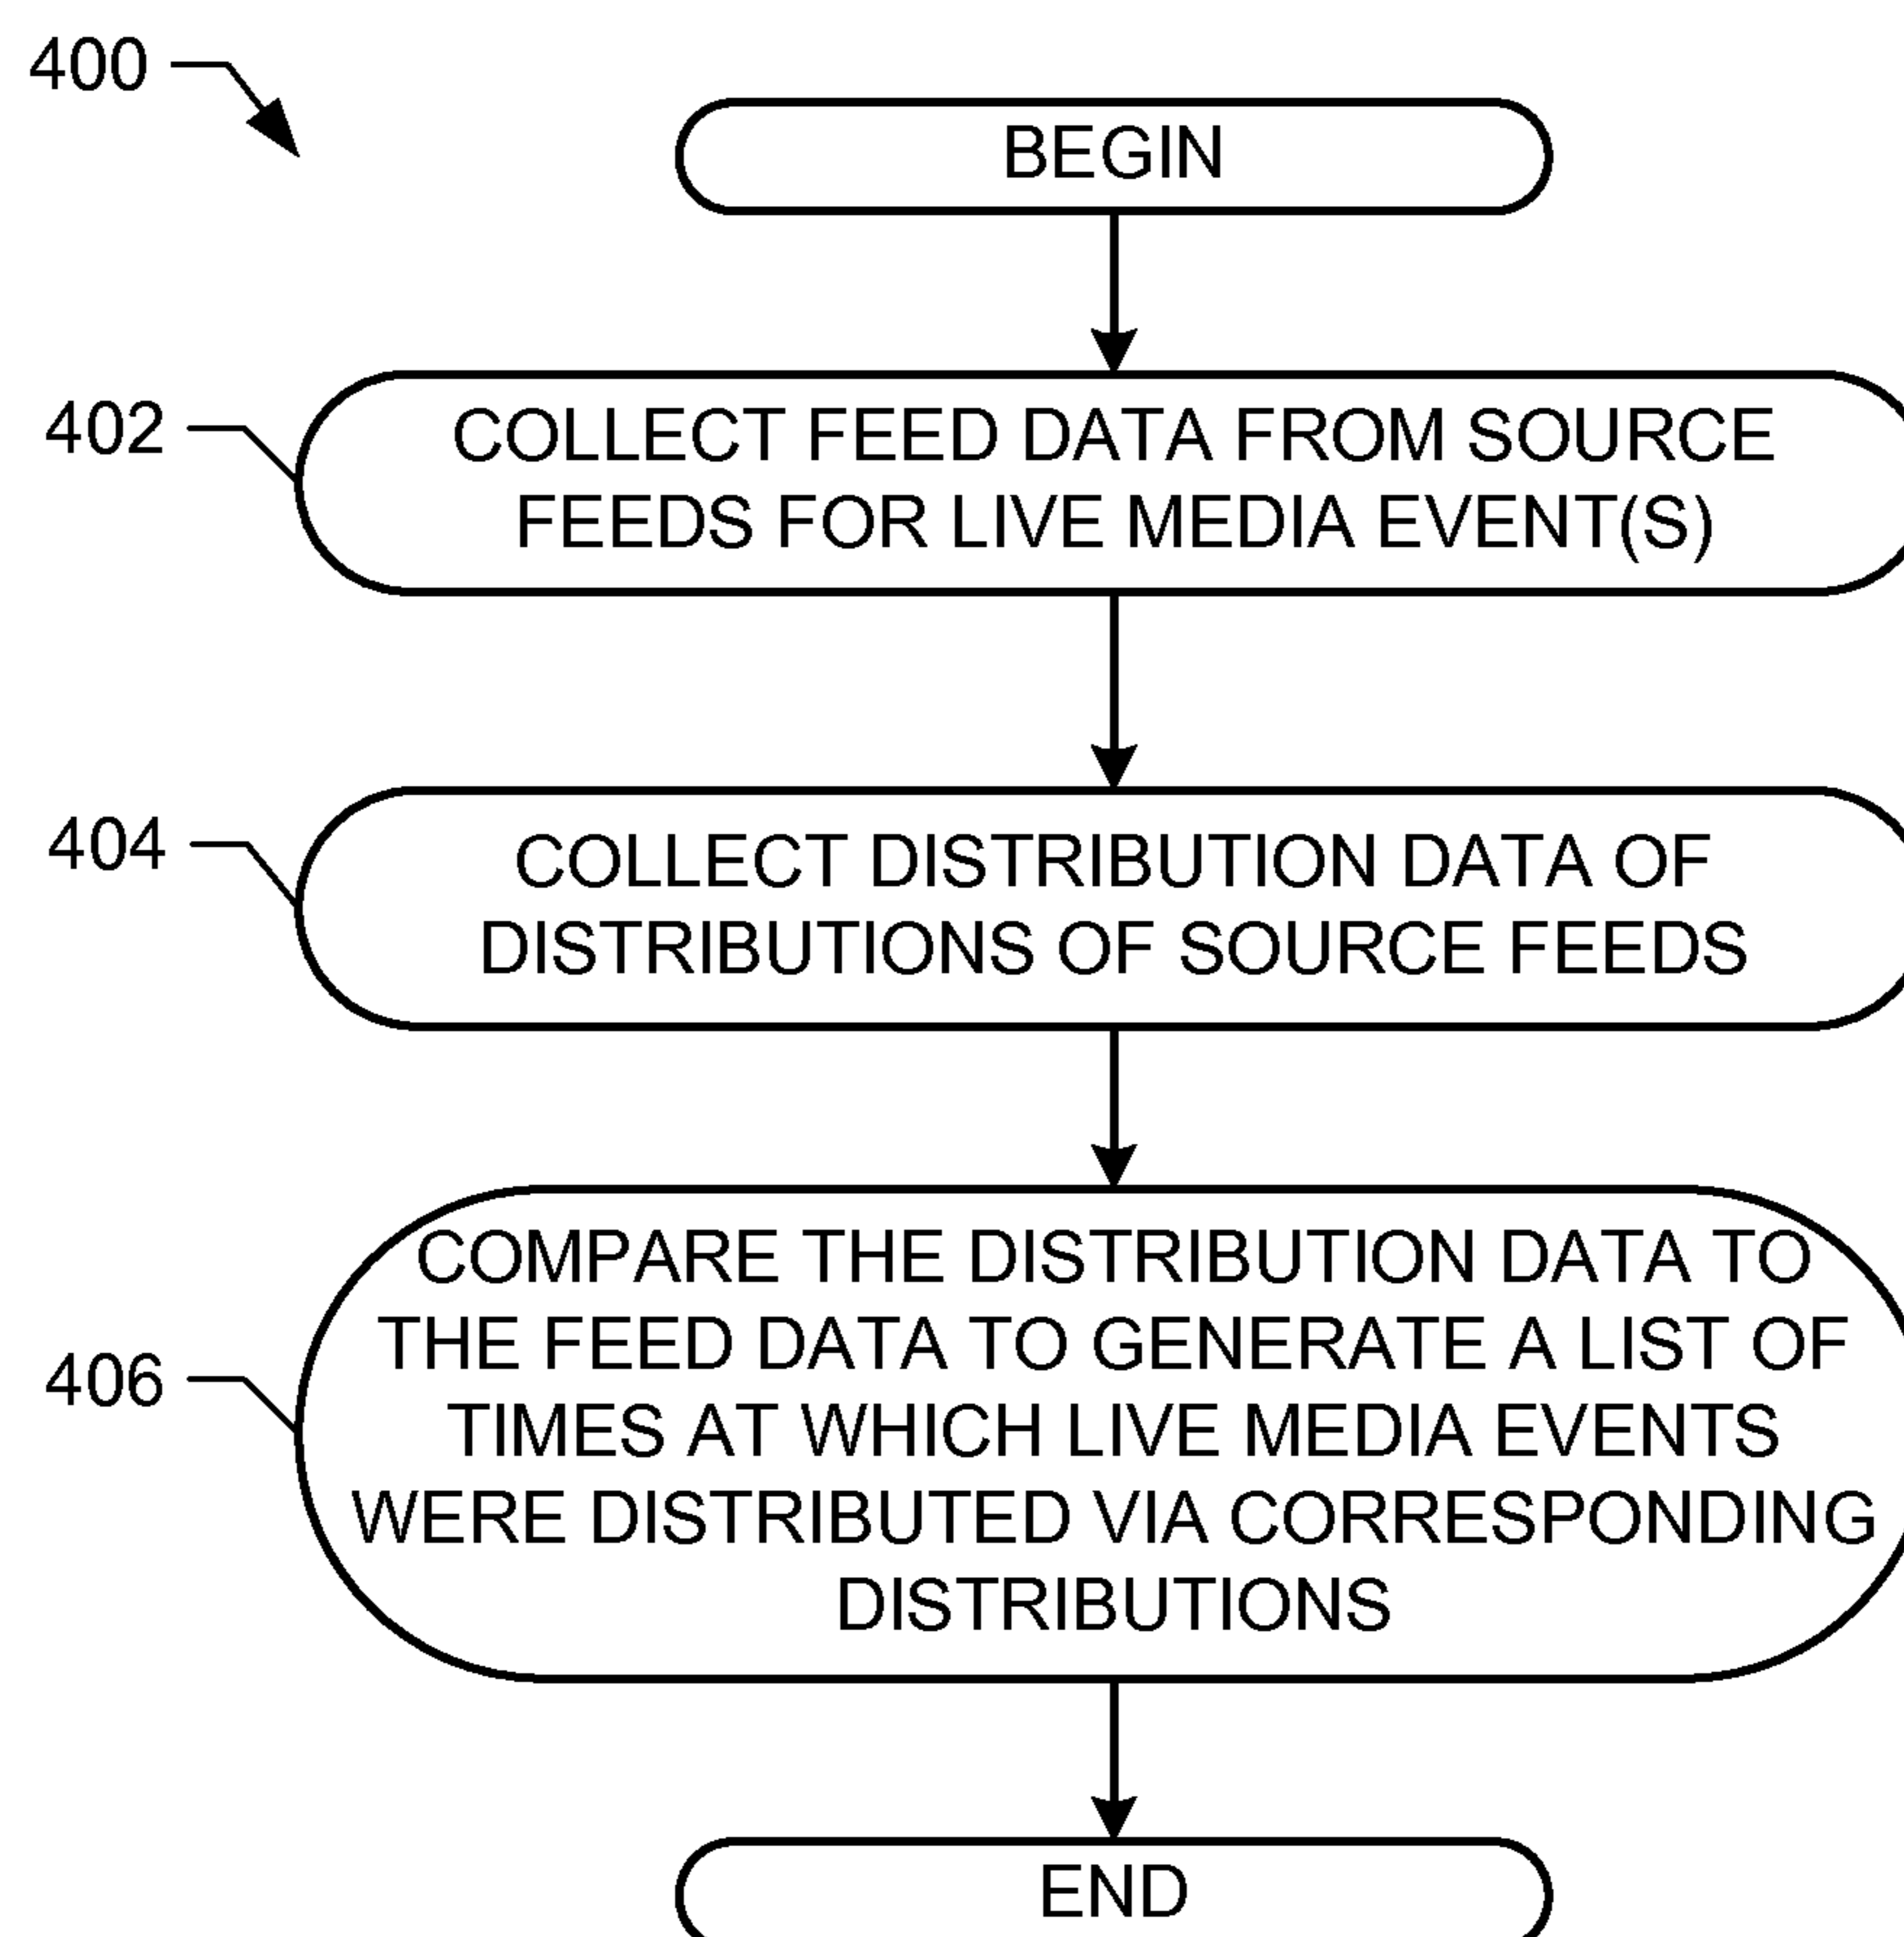 400
BEGIN
402
COLLECT FEED DATA FROM SOURCE
FEEDS FOR LIVE MEDIA EVENT(S)
404
COLLECT DISTRIBUTION DATA OF
DISTRIBUTIONS OF SOURCE FEEDS
406
COMPARE THE DISTRIBUTION DATA TO
THE FEED DATA TO GENERATE A LIST OF
TIMES AT WHICH LIVE MEDIA EVENTS
WERE DISTRIBUTED VIA CORRESPONDING
DISTRIBUTIONS
END